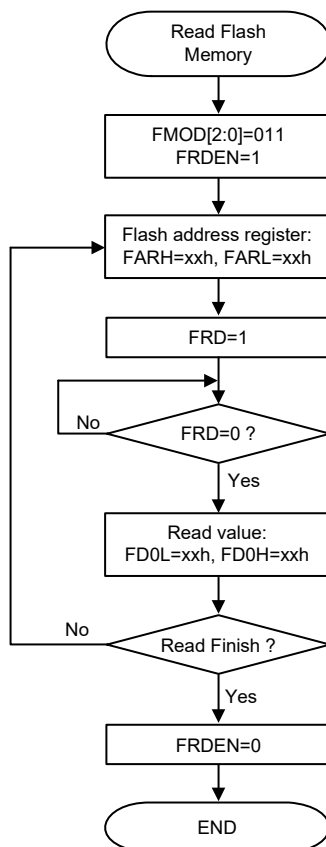 Read Flash
Memory
FMOD[2:0]=011
FRDEN=1
Flash address register:
FARH=xxh, FARL=xxh
FRD=1
No
FRD=0 ?
Yes
Read value:
FD0L=xxh, FD0H=xxh
No
Read Finish ?
Yes
FRDEN=0
END